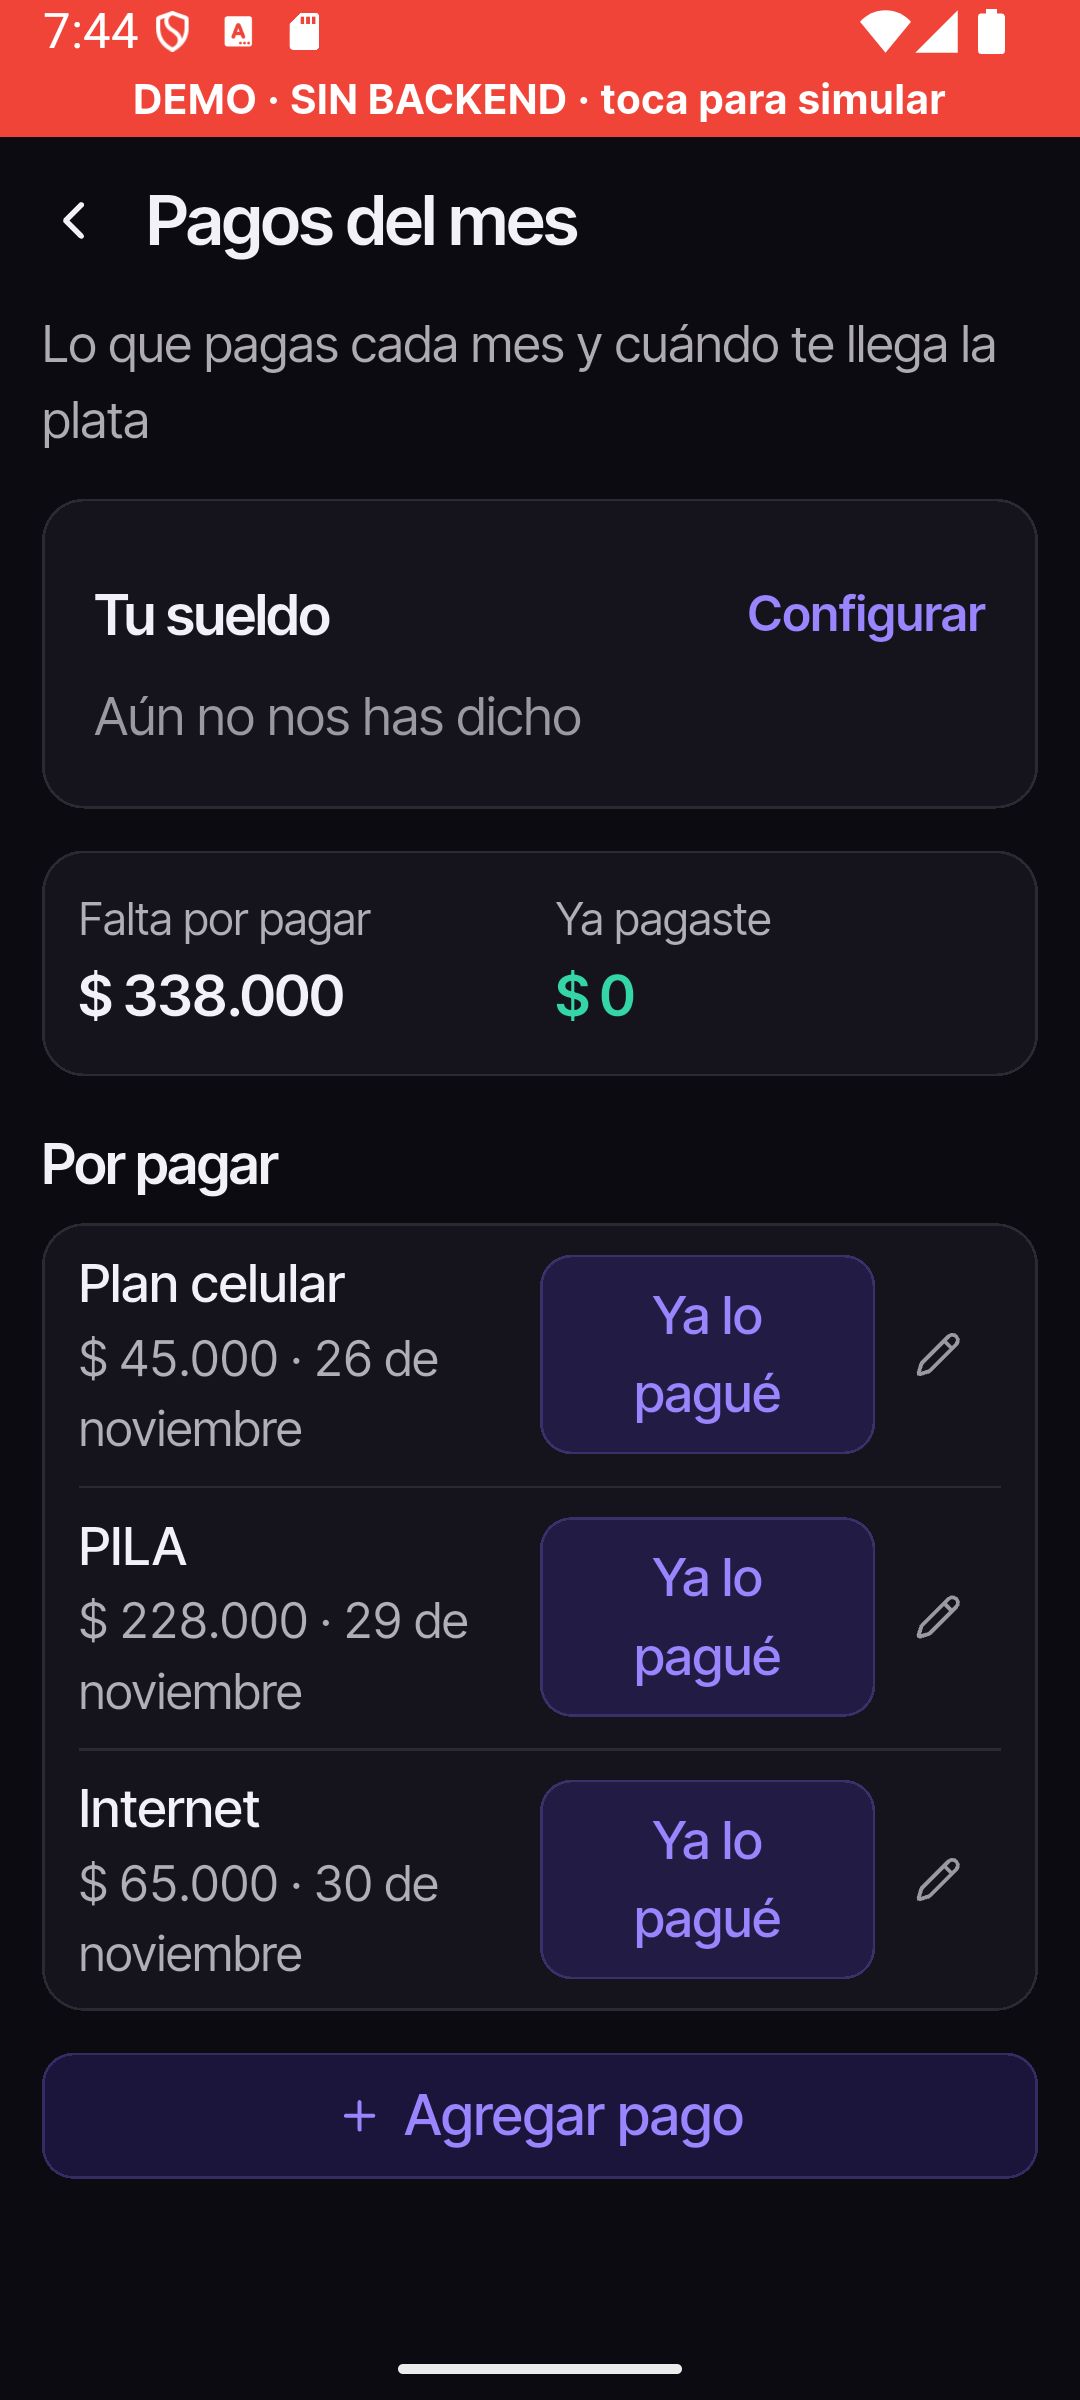 7:44
DEMO · SIN BACKEND · toca para simular
Pagos del mes
Lo que pagas cada mes y cuándo te llega la
plata
Tu sueldo
Configurar
Aún no nos has dicho
Falta por pagar
Ya pagaste
$ 338.000
$ 0
Por pagar
Plan celular
$ 45.000 · 26 de
noviembre
Ya lo
pagué
PILA
$ 228.000 · 29 de
noviembre
Ya lo
pagué
Internet
$ 65.000 · 30 de
noviembre
Ya lo
pagué
+ Agregar pago